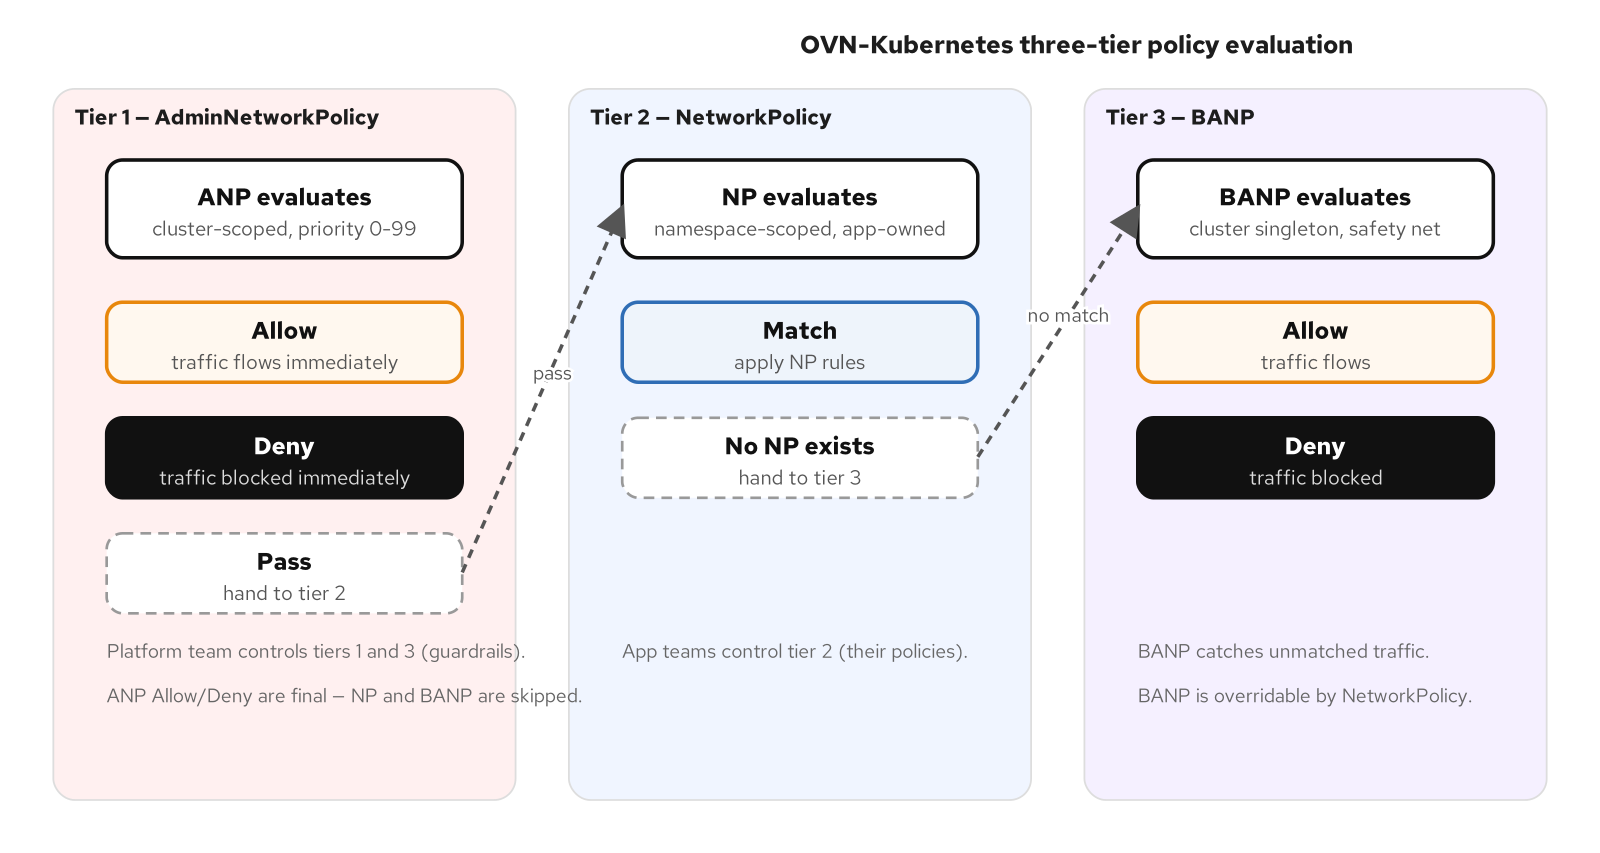 OVN-Kubernetes three-tier policy evaluation
Tier 1 – AdminNetworkPolicy
ANP evaluates
cluster-scoped, priority 0-99
Allow
traffic flows immediately
Deny
traffic blocked immediately
Pass
hand to tier 2
Platform team controls tiers 1 and 3 (guardrails).
ANP Allow/Deny are final – NP and BANP are skipped.
pass
Tier 2 – NetworkPolicy
NP evaluates
namespace-scoped, app-owned
Match
apply NP rules
No NP exists
hand to tier 3
App teams control tier 2 (their policies).
no match
Tier 3 – BANP
BANP evaluates
cluster singleton, safety net
Allow
traffic flows
Deny
traffic blocked
BANP catches unmatched traffic.
BANP is overridable by NetworkPolicy.